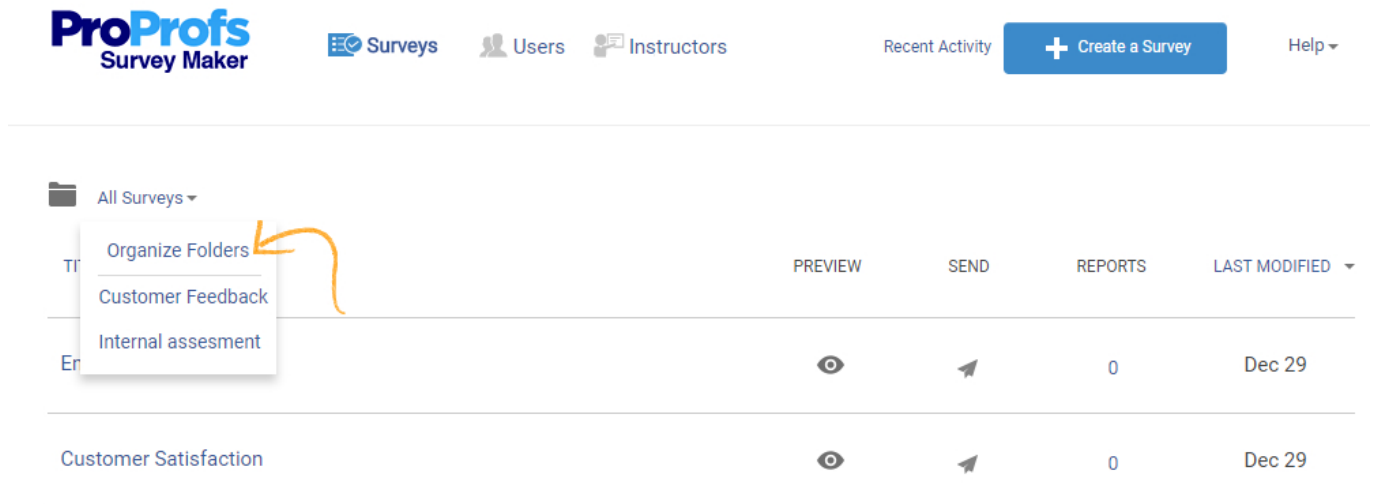 ProProfs
Survey Maker
Surveys
Users
Instructors
Recent Activity
Create a Survey
Help
All Surveys
Organize Folders
Customer Feedback
Internal assesment
PREVIEW
SEND
REPORTS
LAST MODIFIED
0
Dec 29
Customer Satisfaction
0
Dec 29